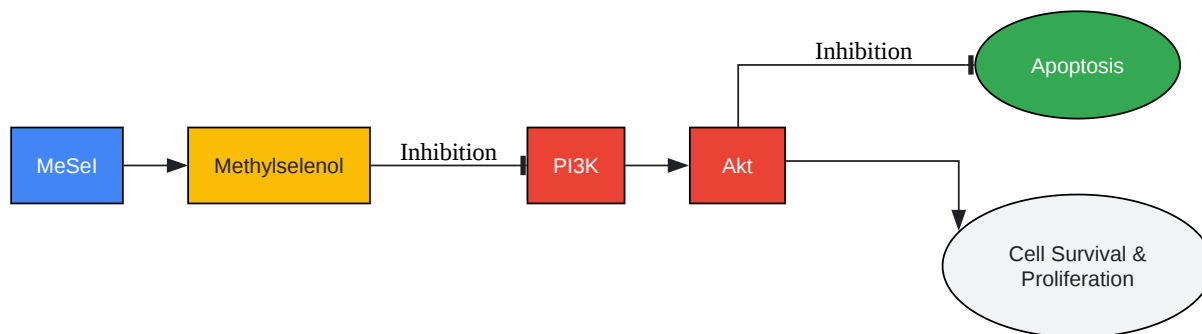 MeSeI
Methylselenol
Inhibition
PI3K
Akt
Inhibition
Apoptosis
Cell Survival &
Proliferation